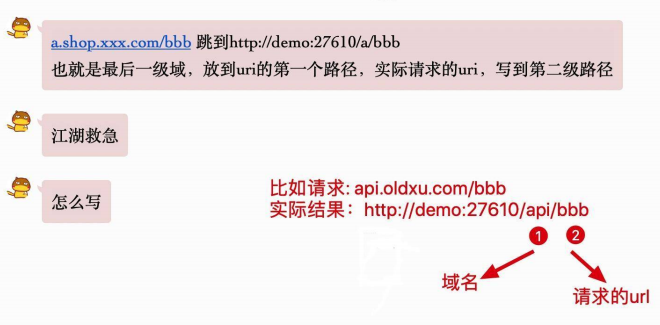 a.shop.xxx.com/bbb 跳到http://demo:27610/a/bbb
也就是最后一级域，放到uri的第一个路径，实际请求的uri，写到第二级路径
江湖救急
怎么写
比如请求: api.oldxu.com/bbb
实际结果：http://demo:27610/api/bbb
1 2
域名
请求的url